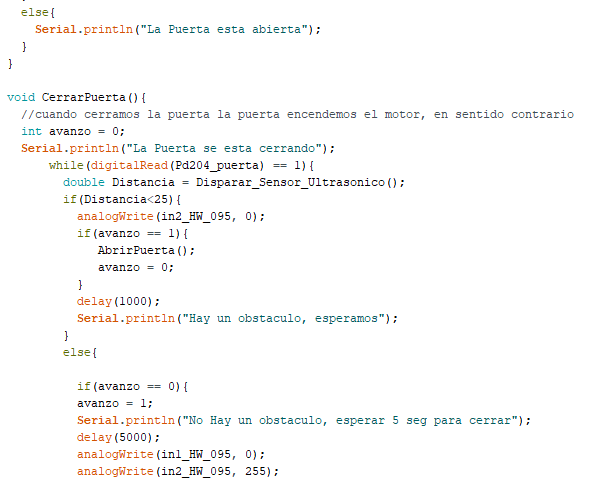 else{
Serial.println("La Puerta esta abierta");
}
}
void CerrarPuerta(){
//cuando cerramos la puerta la puerta encendemos el motor, en sentido contrario
int avanzo = 0;
Serial.println("La Puerta se esta cerrando");
while(digitalRead(Pd204_puerta) == 1){
double Distancia = Disparar_Sensor_Ultrasonico();
if(Distancia<25){
analogWrite(in2_HW_095, 0);
if(avanzo == 1){
AbrirPuerta();
avanzo = 0;
}
delay(1000);
Serial.println("Hay un obstaculo, esperamos");
}
else{
if(avanzo == 0){
avanzo = 1;
Serial.println("No Hay un obstaculo, esperar 5 seg para cerrar");
delay(5000);
analogWrite(in1_HW_095, 0);
analogWrite(in2_HW_095, 255);